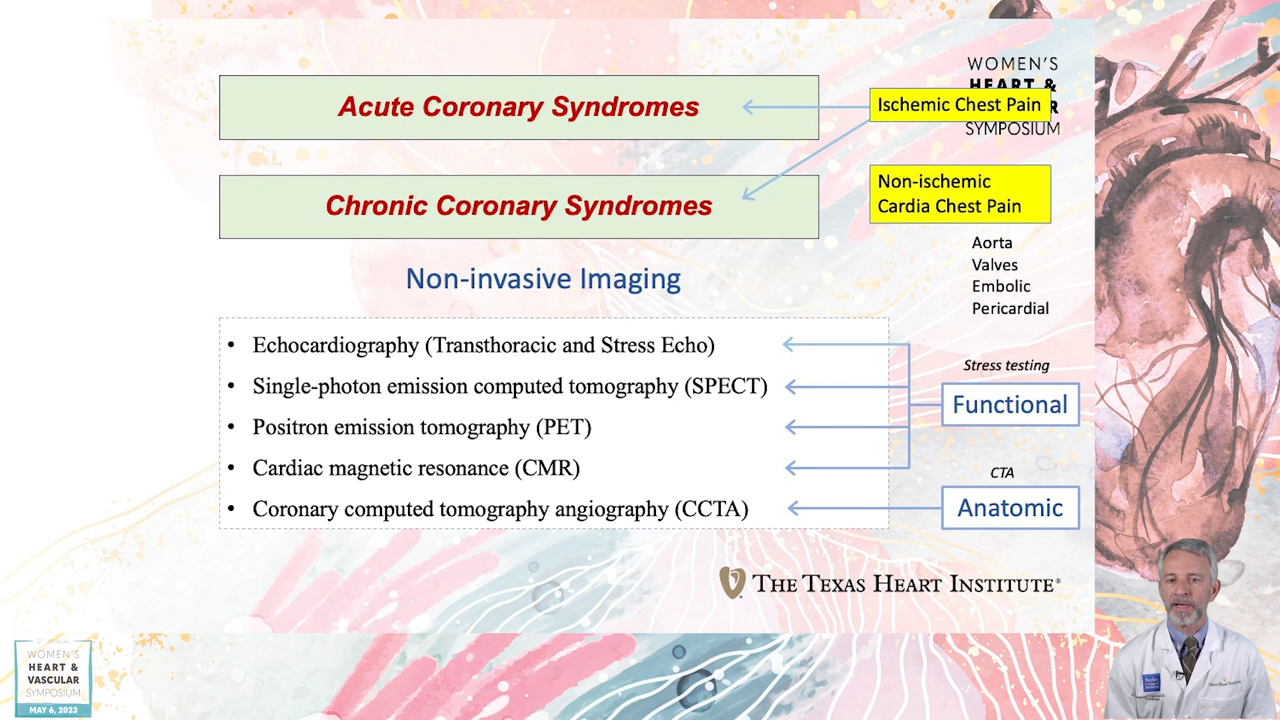 WOMEN'S
HEART &
SYMPOSIUM
Acute Coronary Syndromes
Ischemic Chest Pain
Chronic Coronary Syndromes
Non-ischemic
Cardia Chest Pain
Aorta
Valves
Embolic
Pericardial
Non-invasive Imaging
• Echocardiography (Transthoracic and Stress Echo)
• Single-photon emission computed tomography (SPECT)
• Positron emission tomography (PET)
• Cardiac magnetic resonance (CMR)
• Coronary computed tomography angiography (CCTA)
Stress testing
Functional
CTA
Anatomic
THE TEXAS HEART INSTITUTE®
WOMEN'S
HEART &
VASCULAR
SYMPOSIUM
MAY 6, 2023